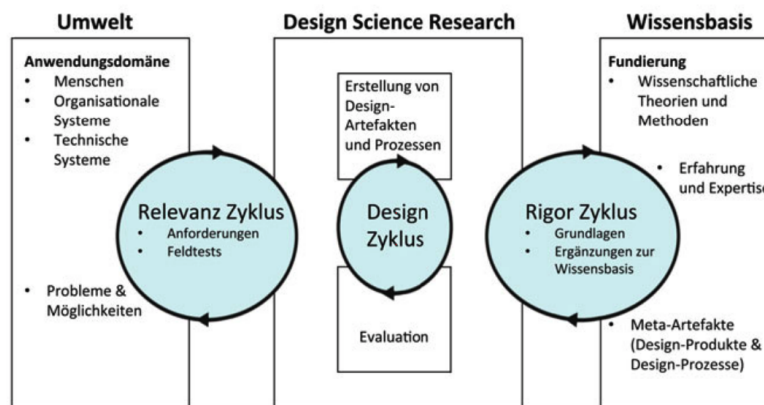 Umwelt
Anwendungsdomäne
• Menschen
• Organisationale
Systeme
• Technische
Systeme
• Probleme &
Möglichkeiten
Relevanz Zyklus
• Anforderungen
• Feldtests
Design Science Research
Erstellung von
Design-
Artefakten
und Prozessen
Design
Zyklus
Evaluation
Rigor Zyklus
• Grundlagen
• Ergänzungen zur
Wissensbasis
Wissensbasis
Fundierung
• Wissenschaftliche
Theorien und
Methoden
• Erfahrung
und Expertise
• Meta-Artefakte
(Design-Produkte &
Design-Prozesse)